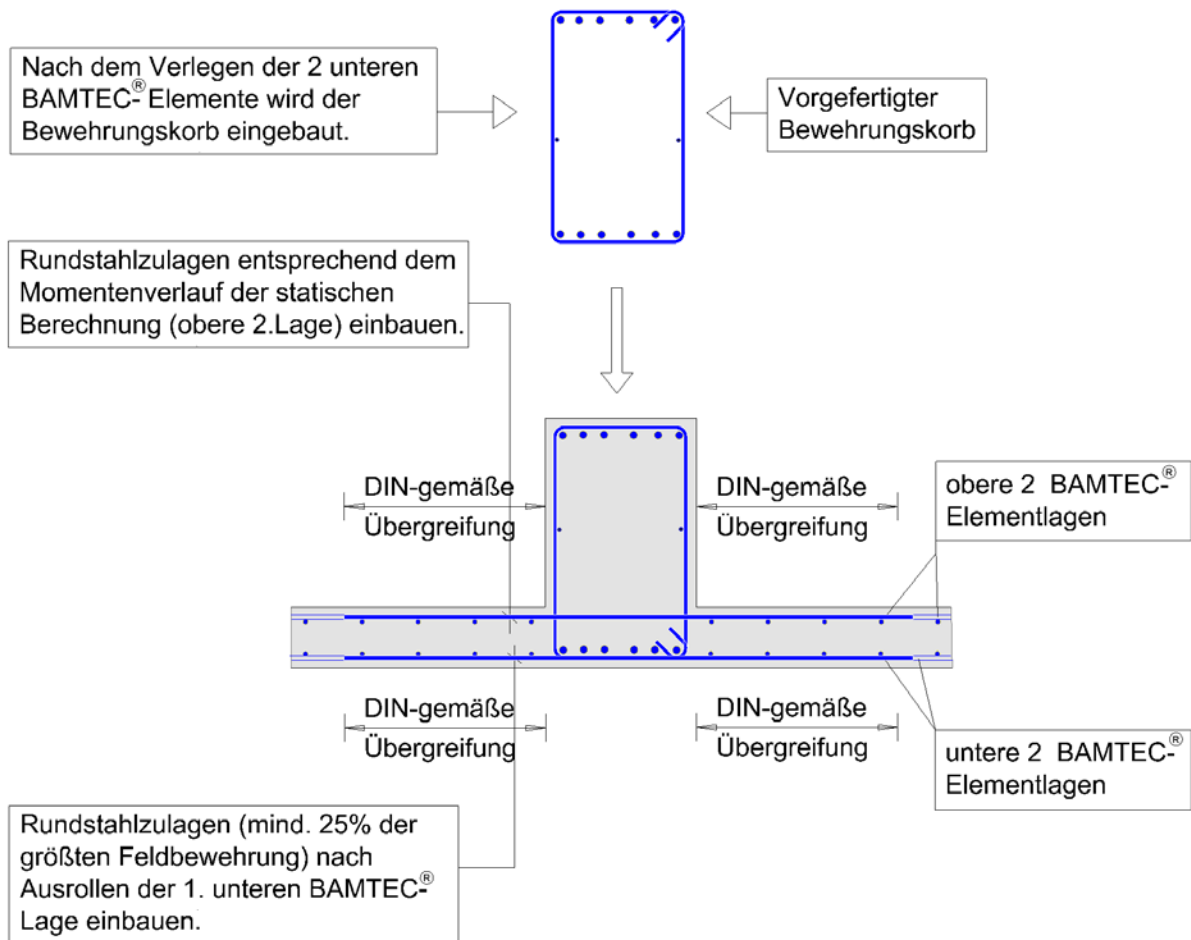 Nach dem Verlegen der 2 unteren
BAMTEC-® Elemente wird der
Bewehrungskorb eingebaut.
Vorgefertigter
Bewehrungskorb
Rundstahlzulagen entsprechend dem
Momentenverlauf der statischen
Berechnung (obere 2.Lage) einbauen.
DIN-gemäße
Übergreifung
DIN-gemäße
Übergreifung
obere 2 BAMTEC-®
Elementlagen
DIN-gemäße
Übergreifung
DIN-gemäße
Übergreifung
untere 2 BAMTEC-®
Elementlagen
Rundstahlzulagen (mind. 25% der
größten Feldbewehrung) nach
Ausrollen der 1. unteren BAMTEC-®
Lage einbauen.